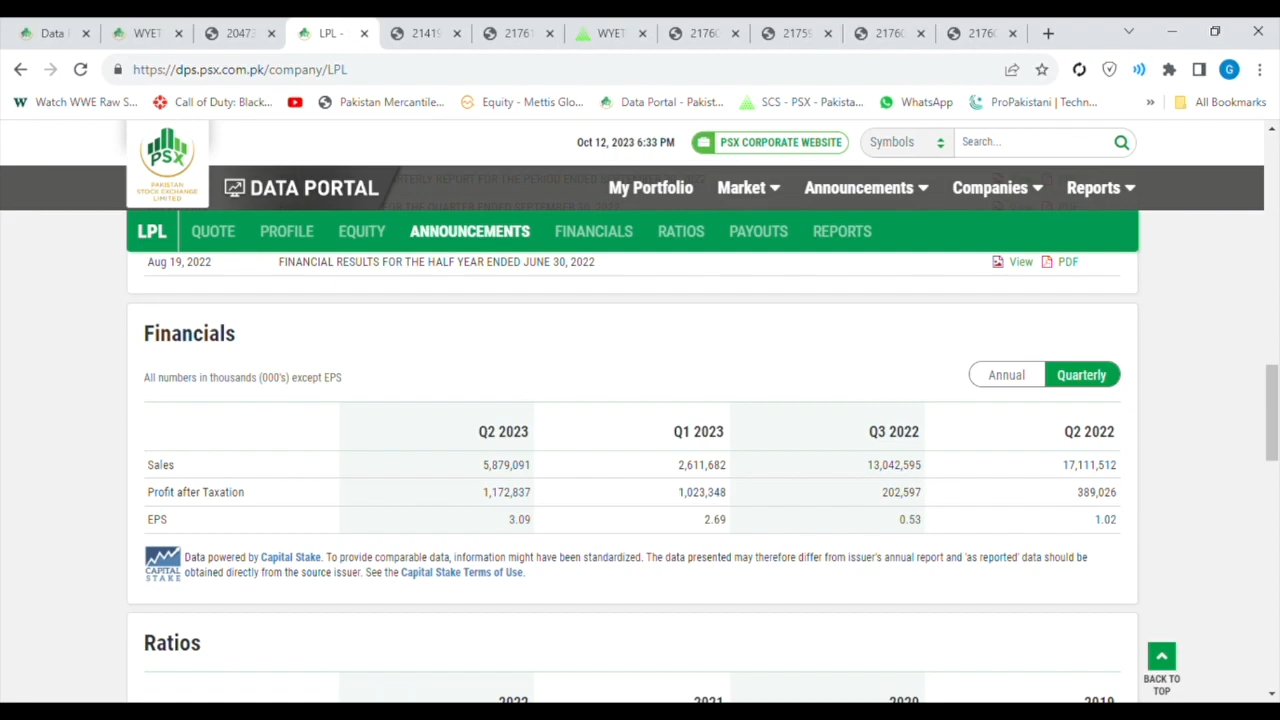 Data WYET 20473 LPL - 21419 21761 WYET 2176 2175 2176 2176
https://dps.psx.com.pk/company/LPL G
W Watch WWE Raw S... Call of Duty: Black... Pakistan Mercantile... Equity - Mettis Glo... Data Portal - Pakist... SCS - PSX - Pakista... WhatsApp ProPakistani | Techn... » All Bookmarks
Oct 12, 2023 6:33 PM PSX CORPORATE WEBSITE Symbols Search...
PSX
PAKISTAN
STOCK EXCHANGE
LIMITED
DATA PORTAL My Portfolio Market Announcements Companies Reports
LPL QUOTE PROFILE EQUITY ANNOUNCEMENTS FINANCIALS RATIOS PAYOUTS REPORTS
Aug 19, 2022 FINANCIAL RESULTS FOR THE HALF YEAR ENDED JUNE 30, 2022 View PDF
Financials
All numbers in thousands (000's) except EPS Annual Quarterly
Q2 2023 Q1 2023 Q3 2022 Q2 2022
Sales 5,879,091 2,611,682 13,042,595 17,111,512
Profit after Taxation 1,172,837 1,023,348 202,597 389,026
EPS 3.09 2.69 0.53 1.02
CAPITAL
STAKE
Data powered by Capital Stake. To provide comparable data, information might have been standardized. The data presented may therefore differ from issuer's annual report and 'as reported' data should be
obtained directly from the source issuer. See the Capital Stake Terms of Use.
Ratios
2022 2021 2020 2019
BACK TO
TOP